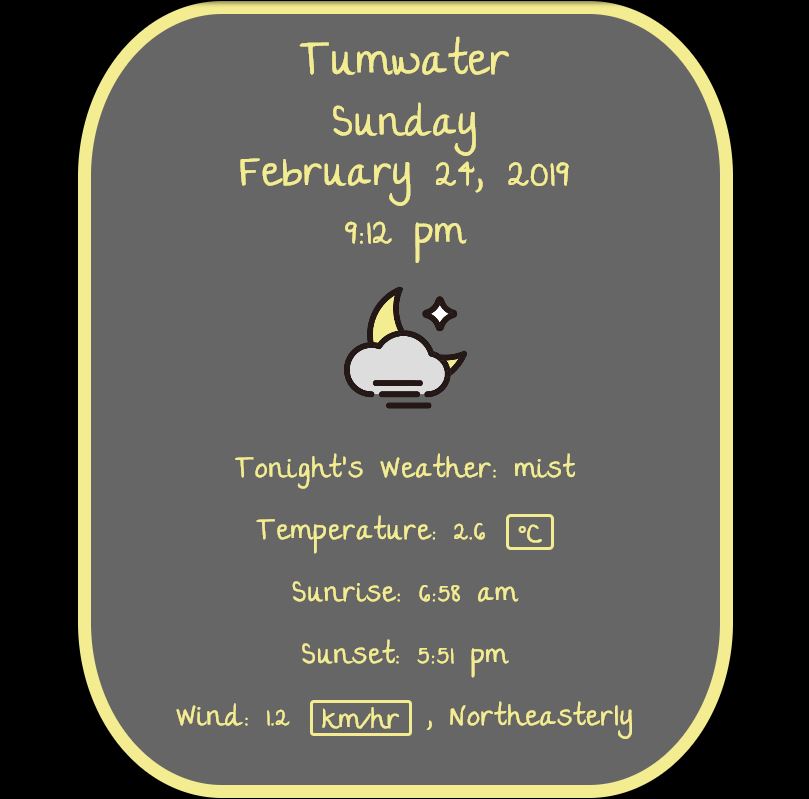 Tumwater
Sunday
February 24, 2019
9:12 pm
Tonight's Weather: mist
Temperature: 2.6 °C
Sunrise: 6:58 am
Sunset: 5:51 pm
Wind: 1.2 km/hr , Northeasterly